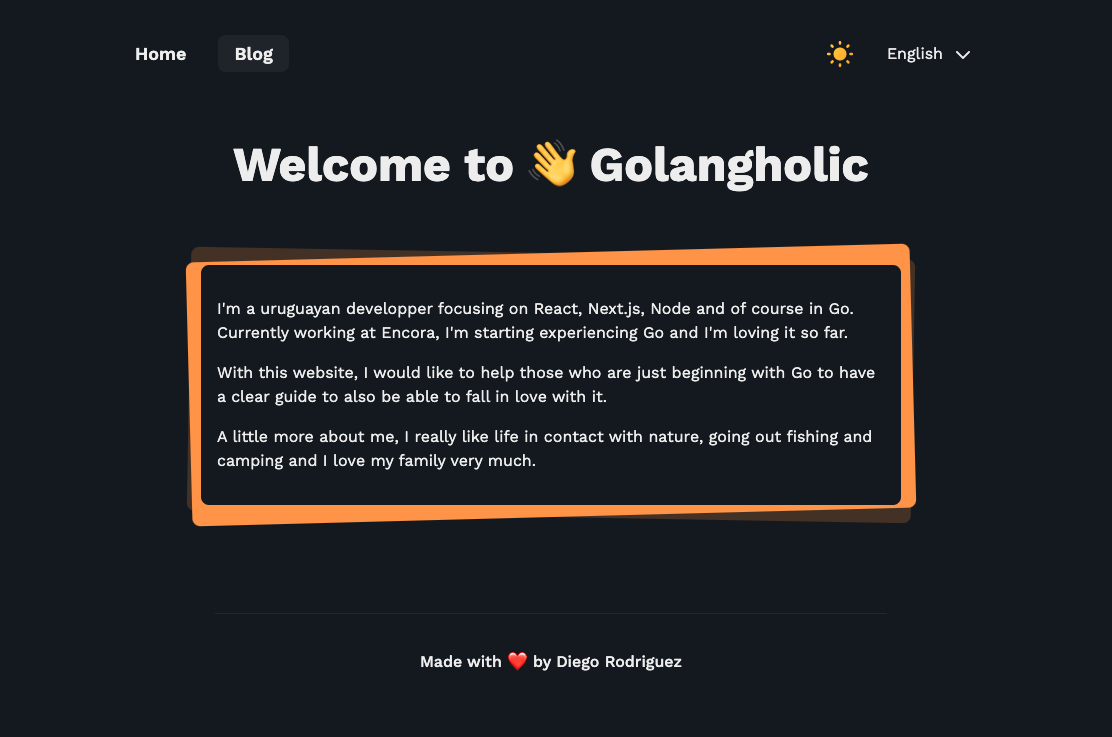 Home
Blog
English
Welcome to 👋 Golangholic
I'm a uruguayan developper focusing on React, Next.js, Node and of course in Go.
Currently working at Encora, I'm starting experiencing Go and I'm loving it so far.
With this website, I would like to help those who are just beginning with Go to have
a clear guide to also be able to fall in love with it.
A little more about me, I really like life in contact with nature, going out fishing and
camping and I love my family very much.
Made with ❤️ by Diego Rodriguez